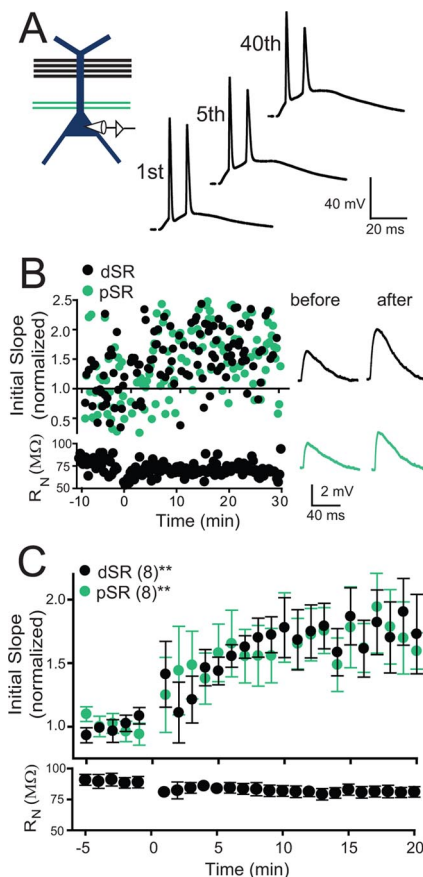 A
1st
5th
40th
40 mV
20 ms
B
dSR
pSR
before
after
Initial Slope
(normalized)
2.5
2.0
1.5
1.0
0.5
RN (MΩ)
100
75
50
-10
0
10
20
30
Time (min)
2 mV
40 ms
C
dSR (8)**
pSR (8)**
Initial Slope
(normalized)
2.0
1.5
1.0
RN (MΩ)
100
75
50
-5
0
5
10
15
20
Time (min)